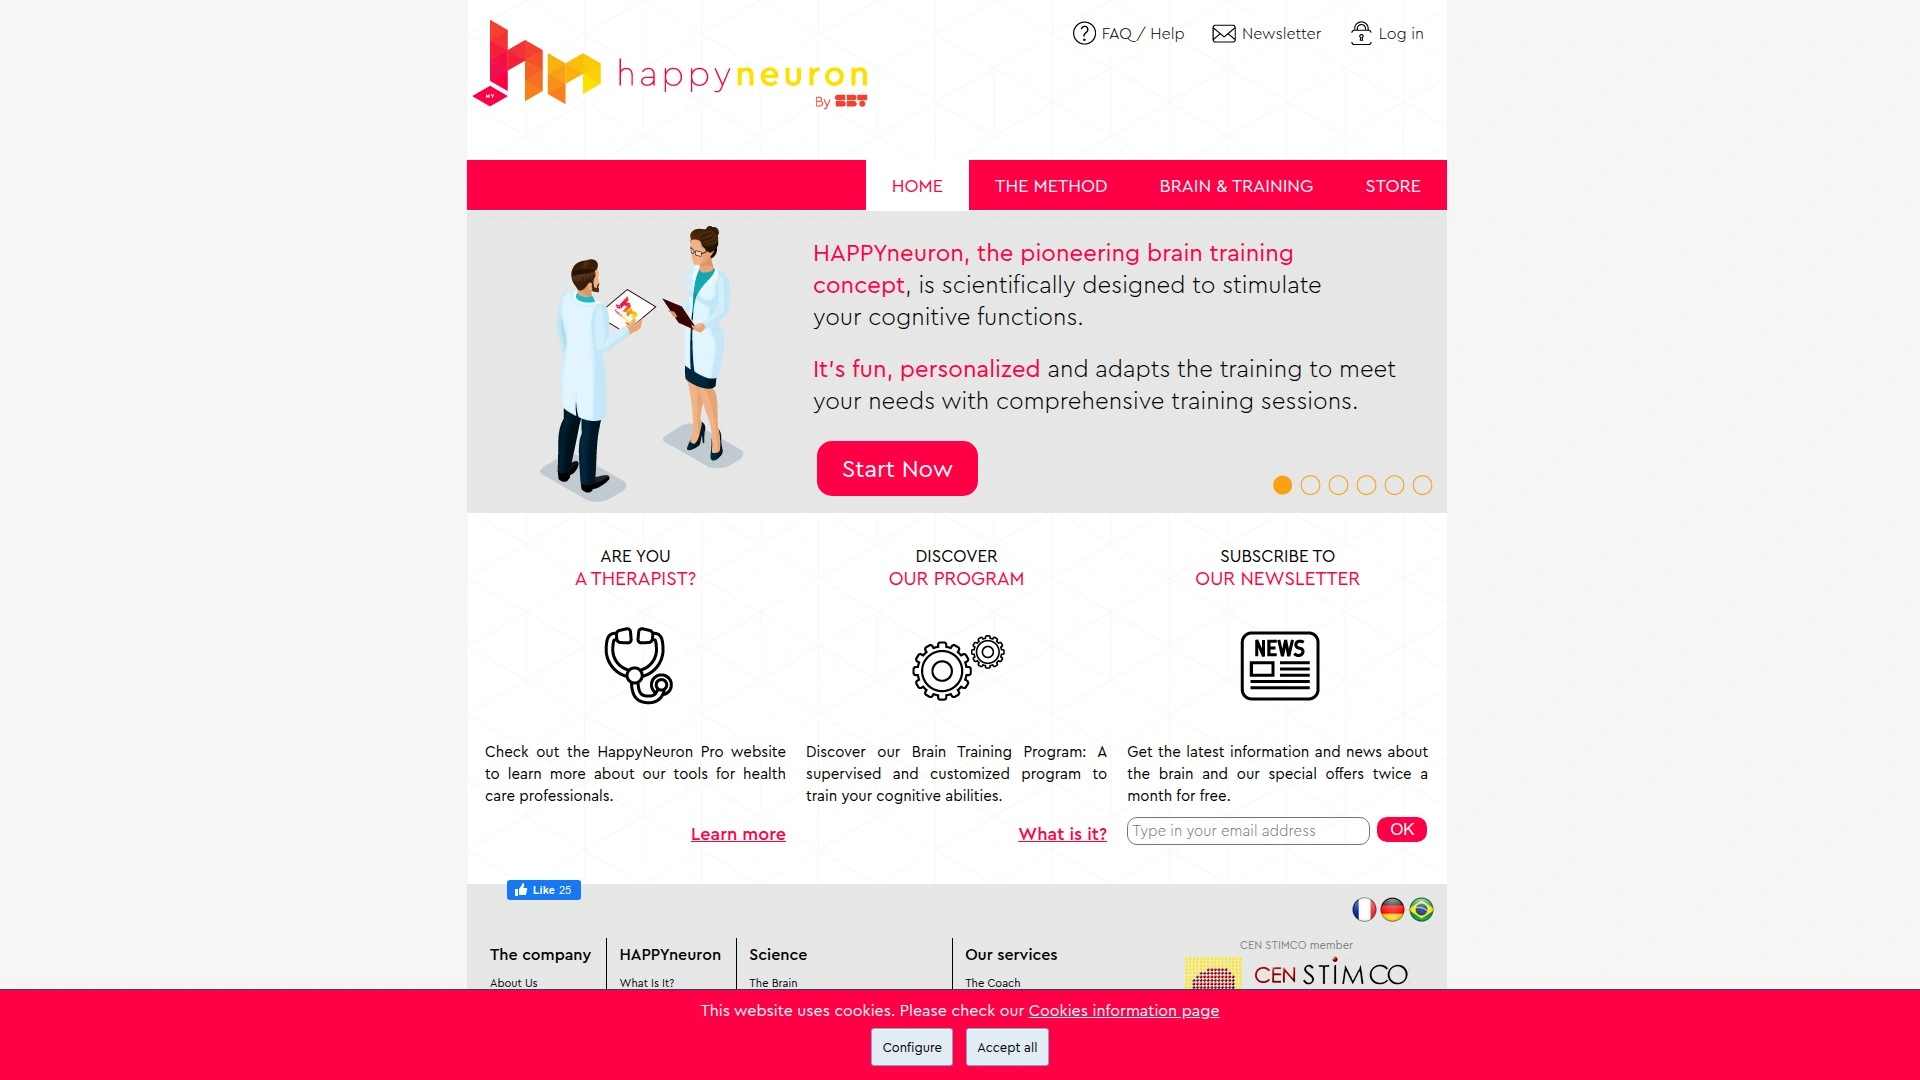 FAQ / Help
Newsletter
Log in
happyneuron
By SBT
MY
HOME
THE METHOD
BRAIN & TRAINING
STORE
HAPPYneuron, the pioneering brain training
concept, is scientifically designed to stimulate
your cognitive functions.
It's fun, personalized and adapts the training to meet
your needs with comprehensive training sessions.
Start Now
ARE YOU
A THERAPIST?
Check out the HappyNeuron Pro website
to learn more about our tools for health
care professionals.
Learn more
DISCOVER
OUR PROGRAM
Discover our Brain Training Program: A
supervised and customized program to
train your cognitive abilities.
What is it?
SUBSCRIBE TO
OUR NEWSLETTER
NEWS
Get the latest information and news about
the brain and our special offers twice a
month for free.
Type in your email address
OK
Like 25
The company
About Us
HAPPYneuron
What Is It?
Science
The Brain
Our services
The Coach
CEN STIMCO member
CEN STIMCO
This website uses cookies. Please check our Cookies information page
Configure
Accept all